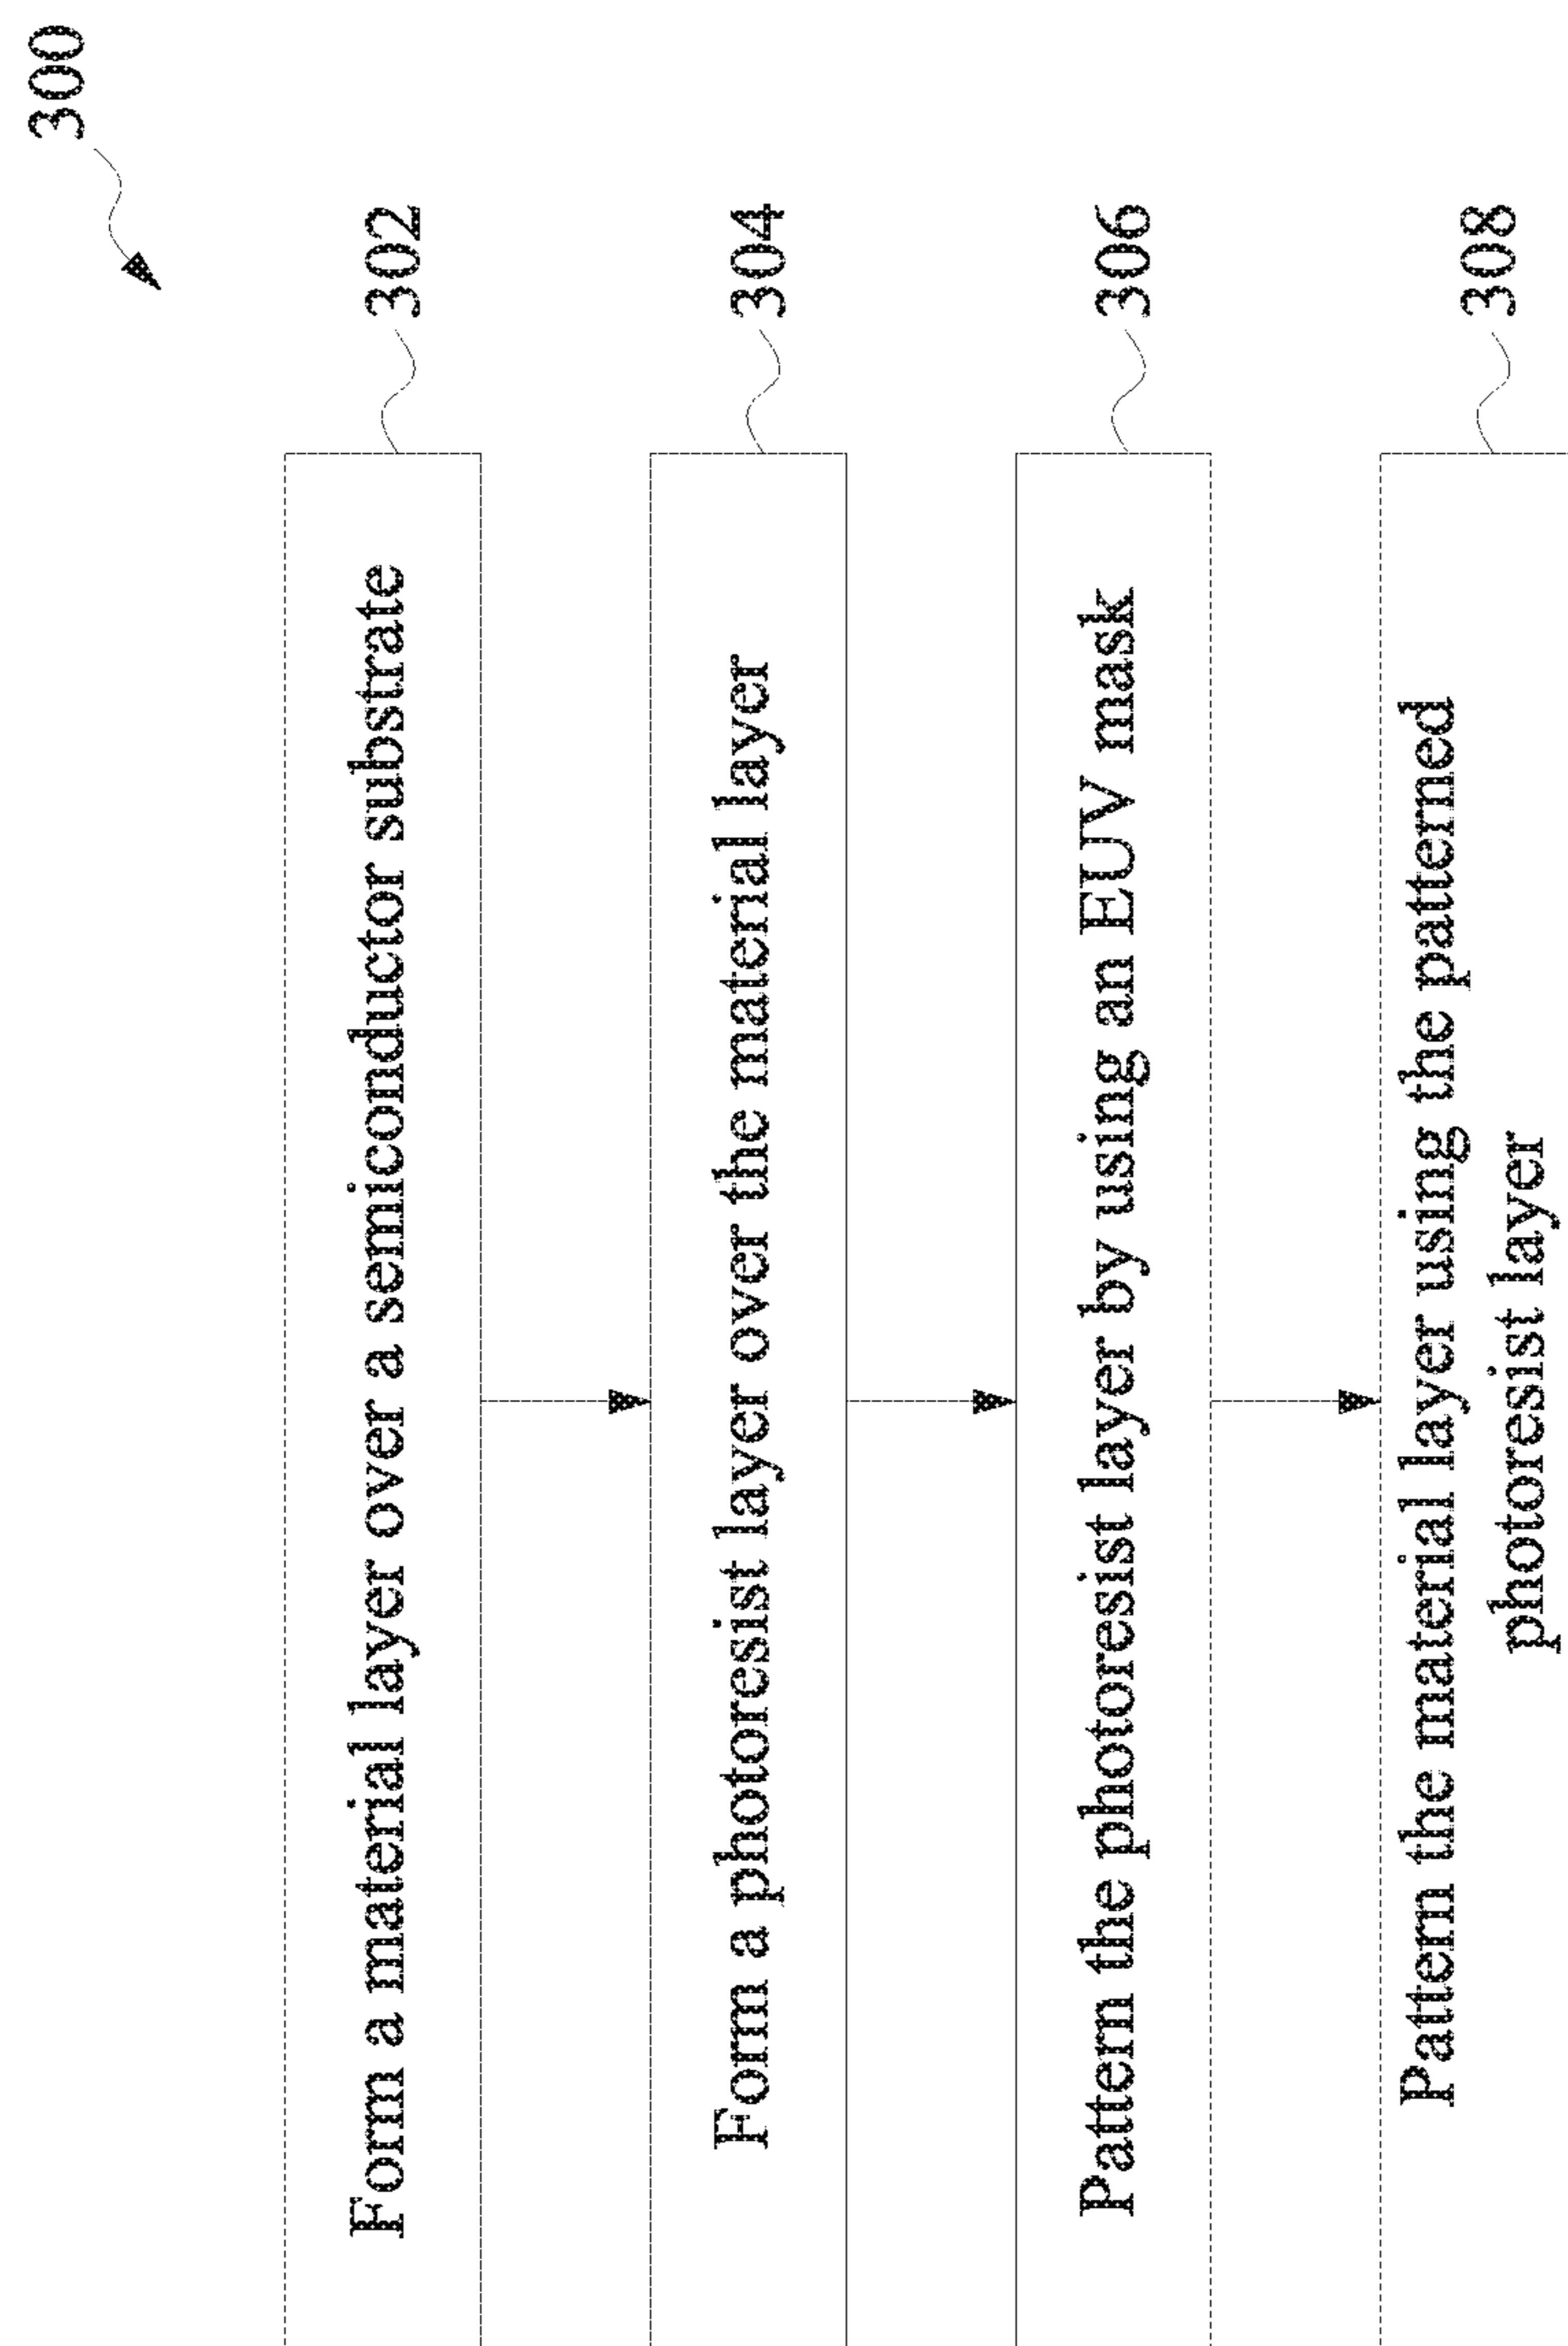 300
Form a material layer over a semiconductor substrate
302
Form a photoresist layer over the material layer
304
Pattern the photoresist layer by using an EUV mask
306
Pattern the material layer using the patterned
photoresist layer
308